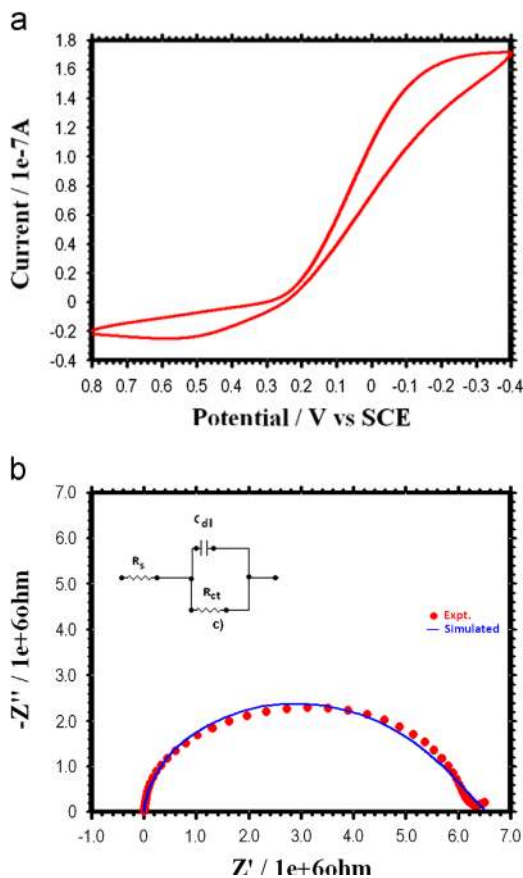 a
1.8
1.6
1.4
1.2
1.0
0.8
0.6
0.4
0.2
0
-0.2
-0.4
Current / 1e-7A
0.8 0.7 0.6 0.5 0.4 0.3 0.2 0.1 0 -0.1 -0.2 -0.3 -0.4
Potential / V vs SCE
b
7.0
6.0
5.0
4.0
3.0
2.0
1.0
0
-Z'' / 1e+6ohm
Cdl
Rs
Rct
c)
Expt.
Simulated
-1.0 0 1.0 2.0 3.0 4.0 5.0 6.0 7.0
Z' / 1e+6ohm